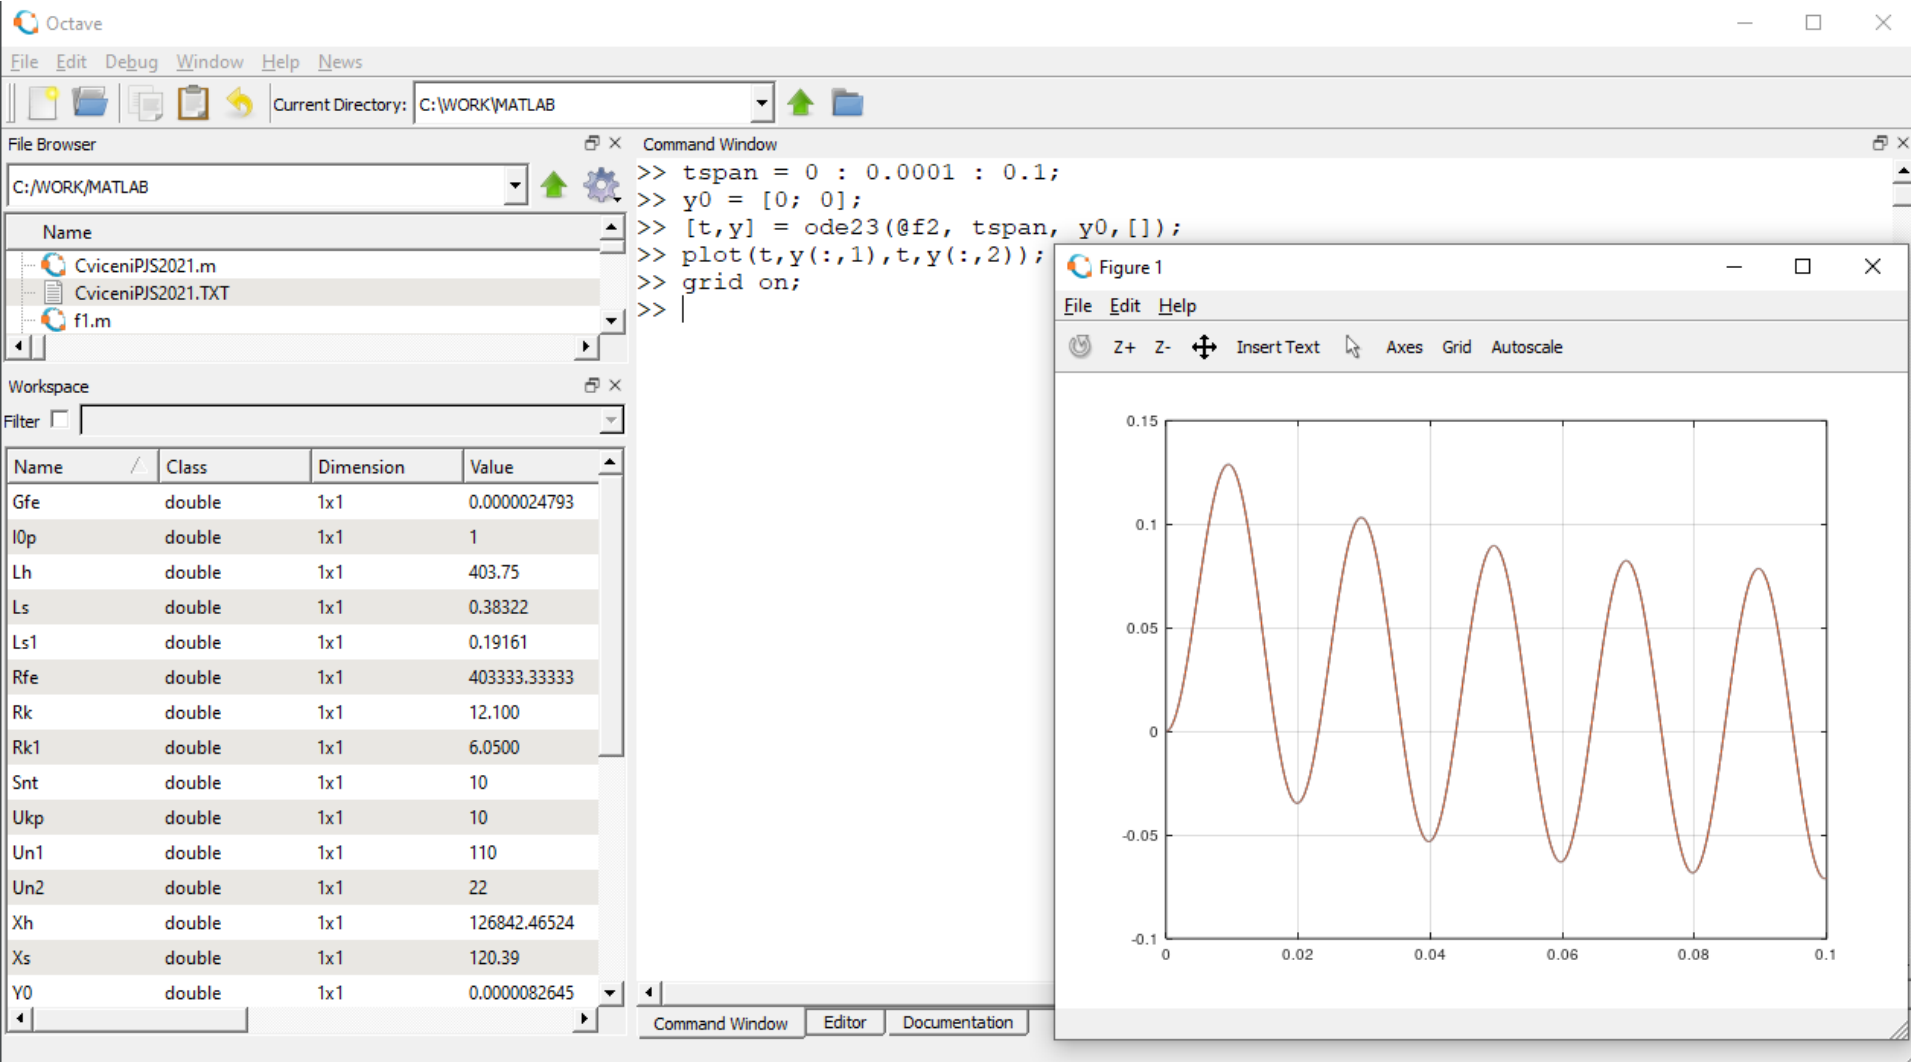 Octave
File Edit Debug Window Help News
Current Directory: C:\WORK\MATLAB
File Browser
C:/WORK/MATLAB
Name
CviceniPJS2021.m
CviceniPJS2021.TXT
f1.m
Workspace
Filter
Name Class Dimension Value
Gfe double 1x1 0.0000024793
I0p double 1x1 1
Lh double 1x1 403.75
Ls double 1x1 0.38322
Ls1 double 1x1 0.19161
Rfe double 1x1 403333.33333
Rk double 1x1 12.100
Rk1 double 1x1 6.0500
Snt double 1x1 10
Ukp double 1x1 10
Un1 double 1x1 110
Un2 double 1x1 22
Xh double 1x1 126842.46524
Xs double 1x1 120.39
Y0 double 1x1 0.0000082645
Command Window
>> tspan = 0 : 0.0001 : 0.1;
>> y0 = [0; 0];
>> [t,y] = ode23(@f2, tspan, y0,[]);
>> plot(t,y(:,1),t,y(:,2));
>> grid on;
>>
Command Window Editor Documentation
Figure 1
File Edit Help
Z+ Z- Insert Text Axes Grid Autoscale
0.15
0.1
0.05
0
-0.05
-0.1
0 0.02 0.04 0.06 0.08 0.1